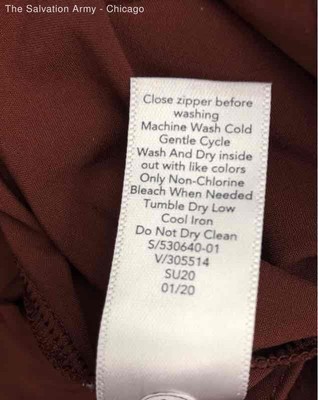 The Salvation Army - Chicago
Close zipper before
washing
Machine Wash Cold
Gentle Cycle
Wash And Dry inside
out with like colors
Only Non-Chlorine
Bleach When Needed
Tumble Dry Low
Cool Iron
Do Not Dry Clean
S/530640-01
V/305514
SU20
01/20